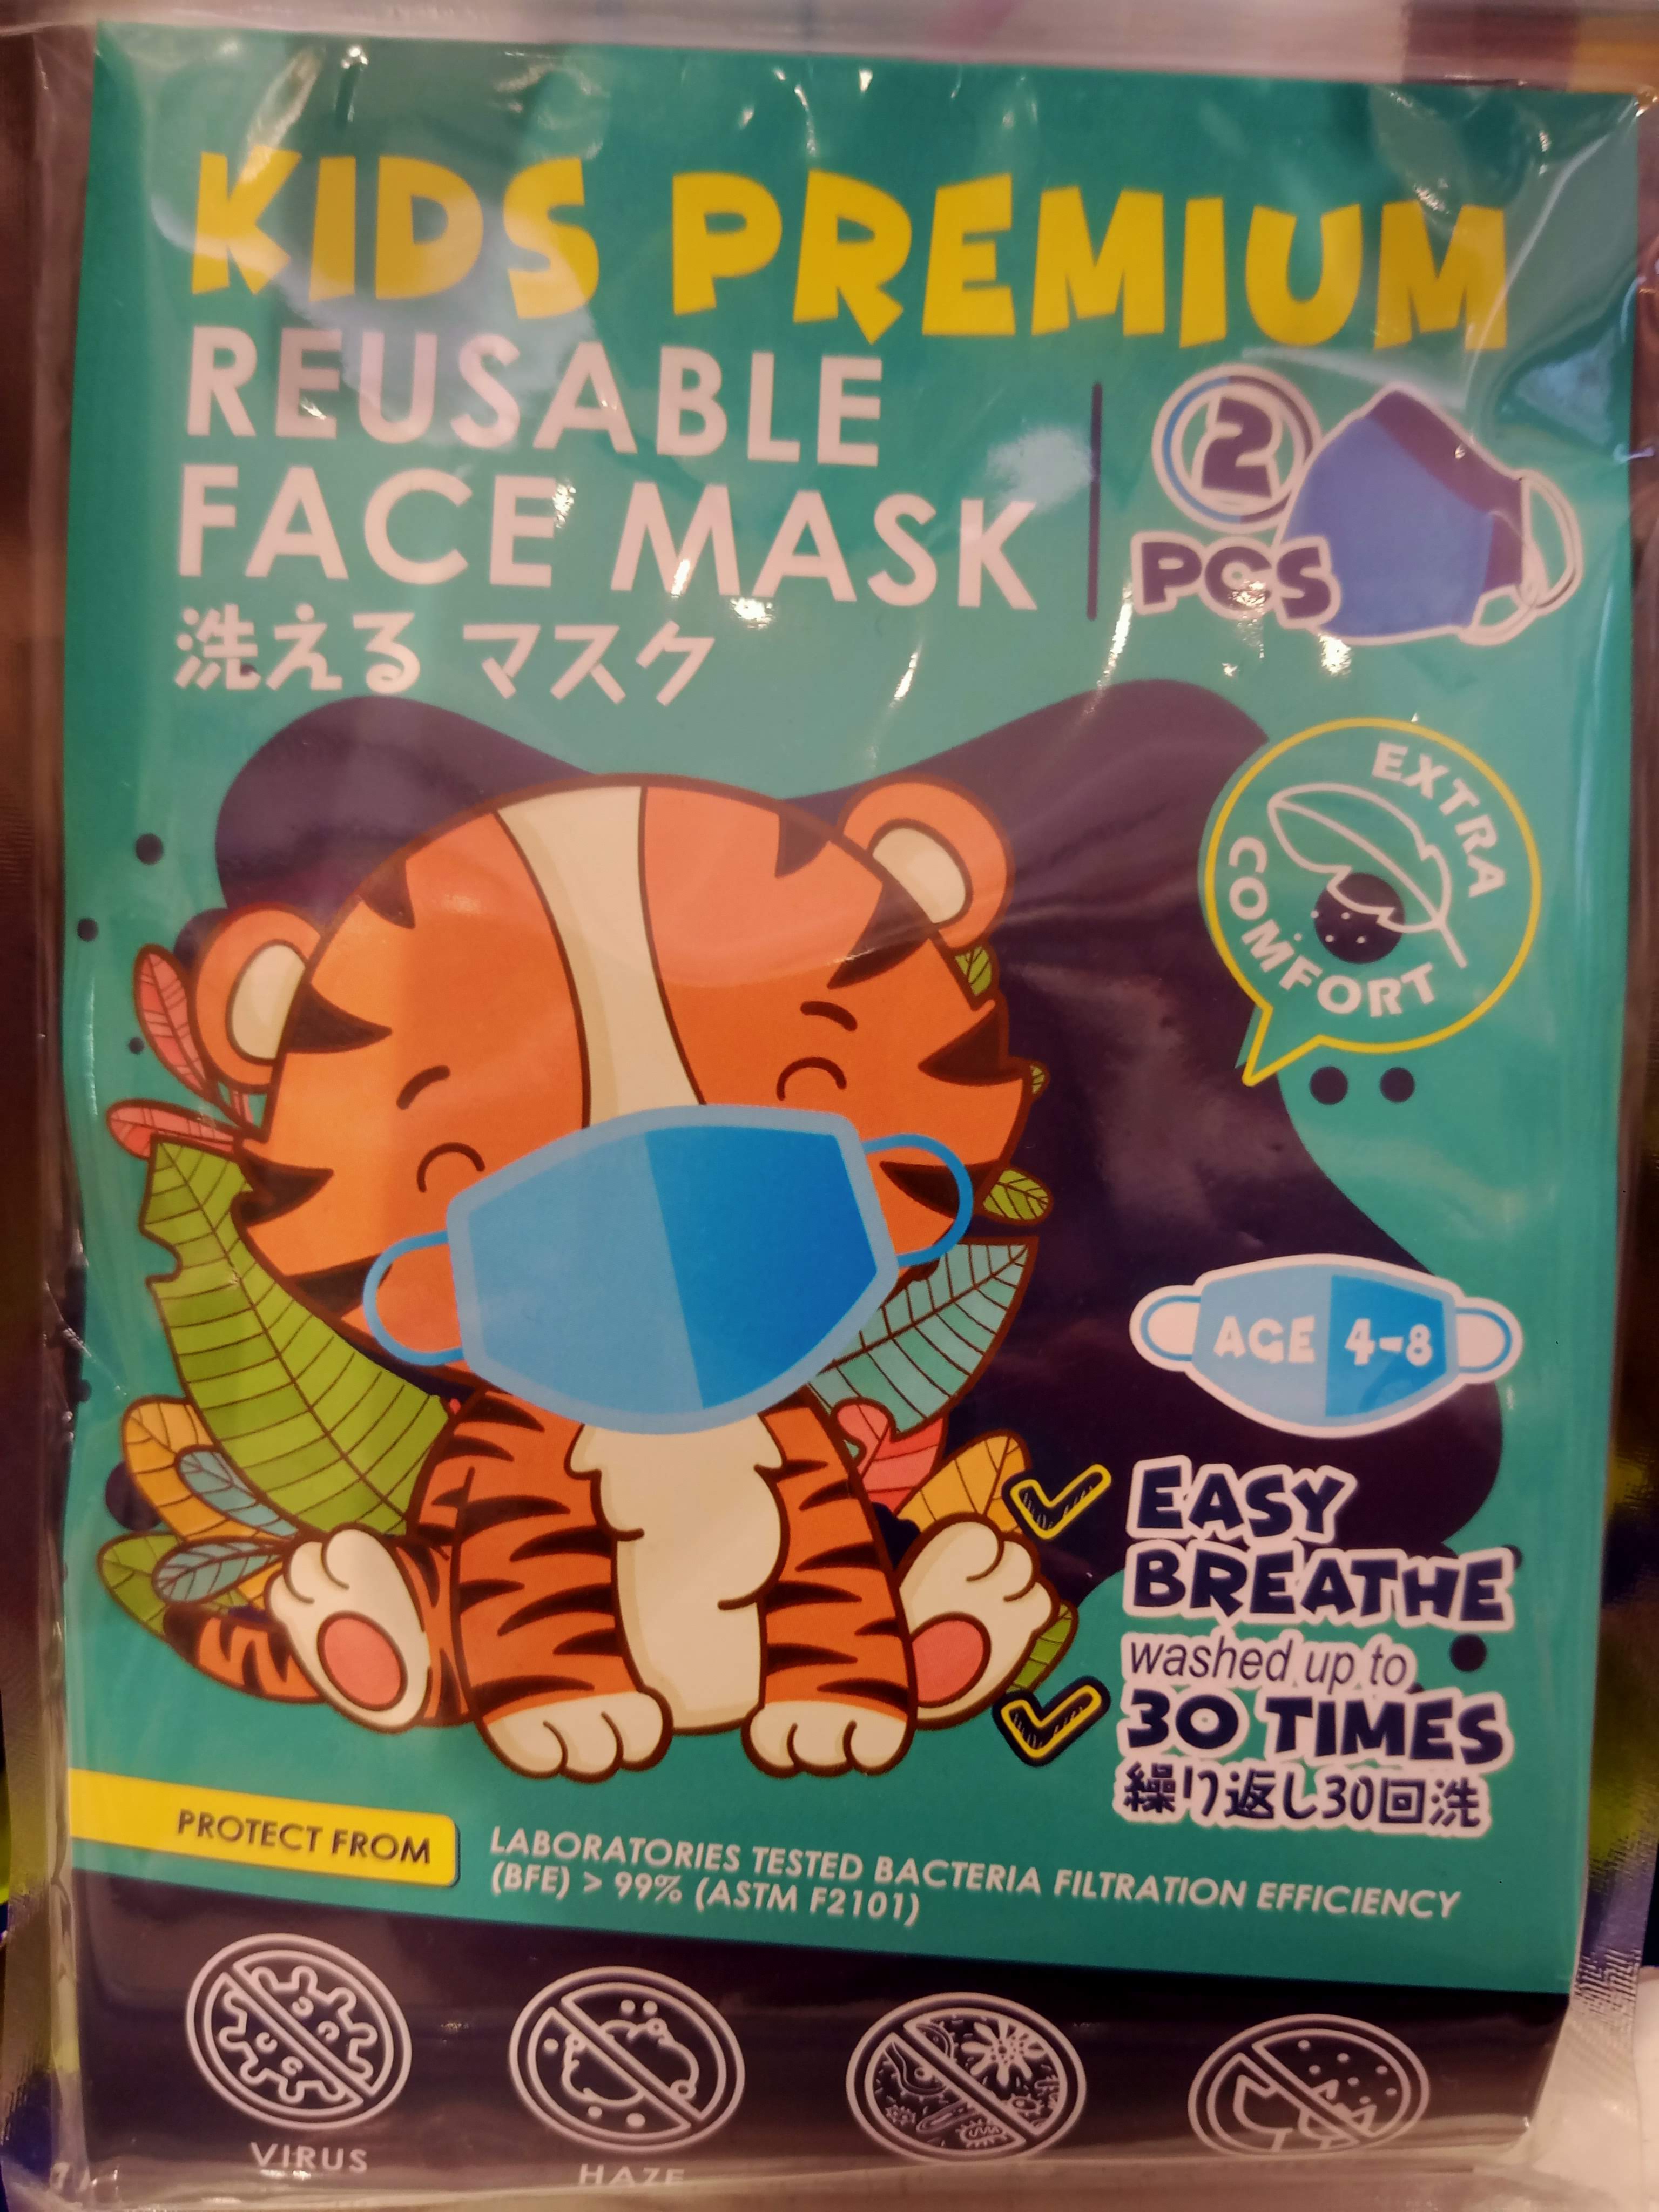 KIDS PREMIUM
REUSABLE
FACE MASK
洗える マスク
2
PCS
EXTRA
COMFORT
AGE 4-8
EASY
BREATHE
washed up to
30 TIMES
繰り返し30回洗
PROTECT FROM
LABORATORIES TESTED BACTERIA FILTRATION EFFICIENCY
(BFE) > 99% (ASTM F2101)
VIRUS
HAZE